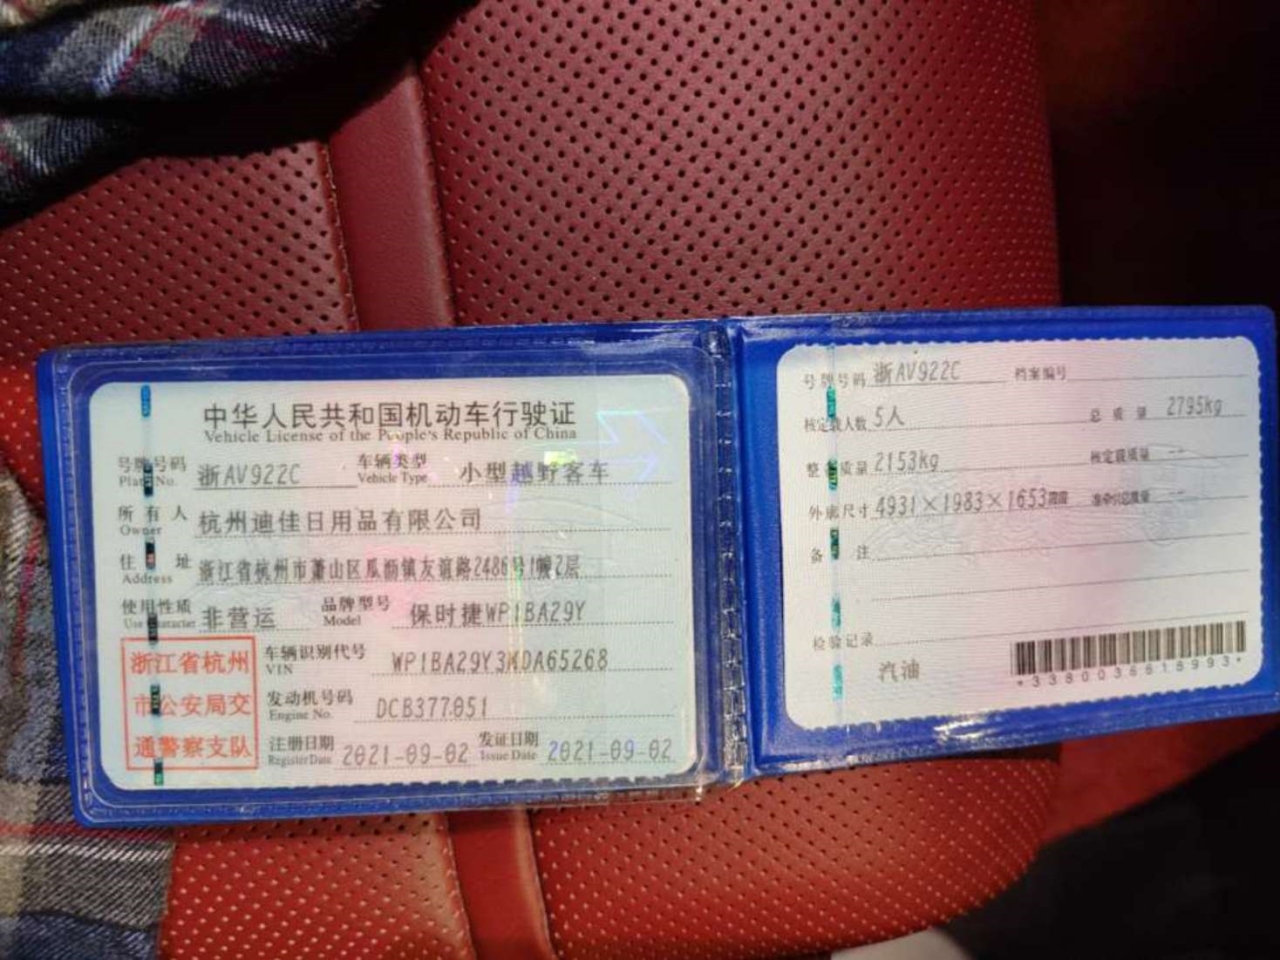 中华人民共和国机动车行驶证
Vehicle License of the People's Republic of China
号牌号码 浙AV922C 车辆类型 小型越野客车
Plate No. Vehicle Type
所有人 杭州迪佳日用品有限公司
Owner
住址 浙江省杭州市萧山区瓜沥镇友谊路2486号1幢2层
Address
使用性质 非营运 品牌型号 保时捷WP1BA29Y
Use Character Model
浙江省杭州
市公安局交
通警察支队
车辆识别代号 WP1BA29Y3MDA65268
VIN
发动机号码 DCB377051
Engine No.
注册日期 2021-09-02 发证日期 2021-09-02
Register Date Issue Date
号牌号码 浙AV922C 档案编号
核定载人数 5人 总质量 2795kg
整备质量 2153kg 核定载质量 --
外廓尺寸 4931×1983×1653 准牵引总质量 --
备注
检验记录
汽油
*3380036618993*